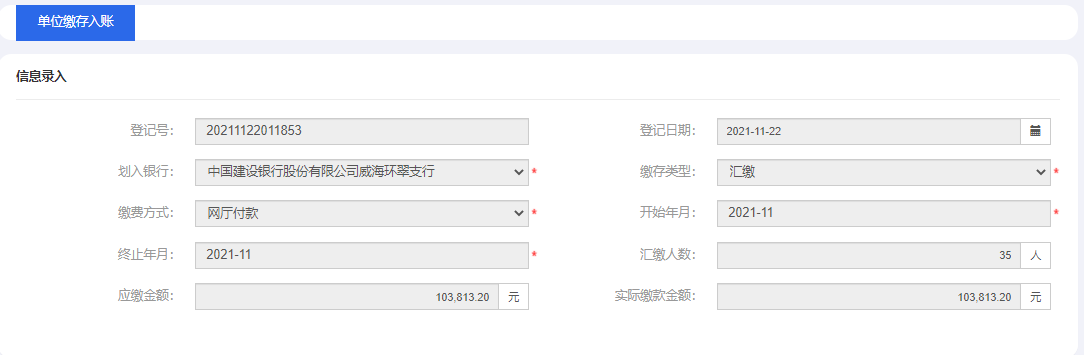 单位缴存入账
信息录入
登记号: 20211122011853 登记日期: 2021-11-22
划入银行: 中国建设银行股份有限公司威海环翠支行 * 缴存类型: 汇缴 *
缴费方式: 网厅付款 * 开始年月: 2021-11 *
终止年月: 2021-11 * 汇缴人数: 35 人
应缴金额: 103,813.20 元 实际缴款金额: 103,813.20 元